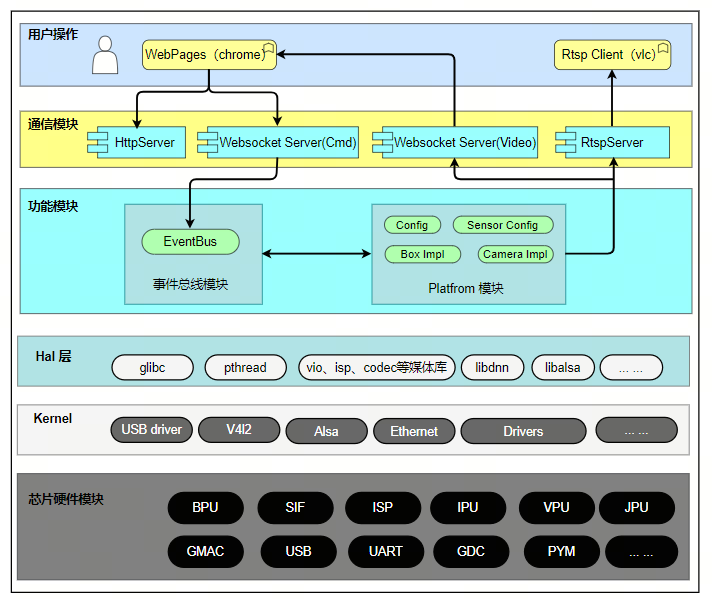 用户操作
WebPages（chrome）
Rtsp Client（vlc）
通信模块
HttpServer
Websocket Server(Cmd)
Websocket Server(Video)
RtspServer
功能模块
EventBus
事件总线模块
Config
Sensor Config
Box Impl
Camera Impl
Platfrom 模块
Hal 层
glibc
pthread
vio、isp、codec等媒体库
libdnn
libalsa
... ...
Kernel
USB driver
V4l2
Alsa
Ethernet
Drivers
... ...
芯片硬件模块
BPU
SIF
ISP
IPU
VPU
JPU
GMAC
USB
UART
GDC
PYM
... ...